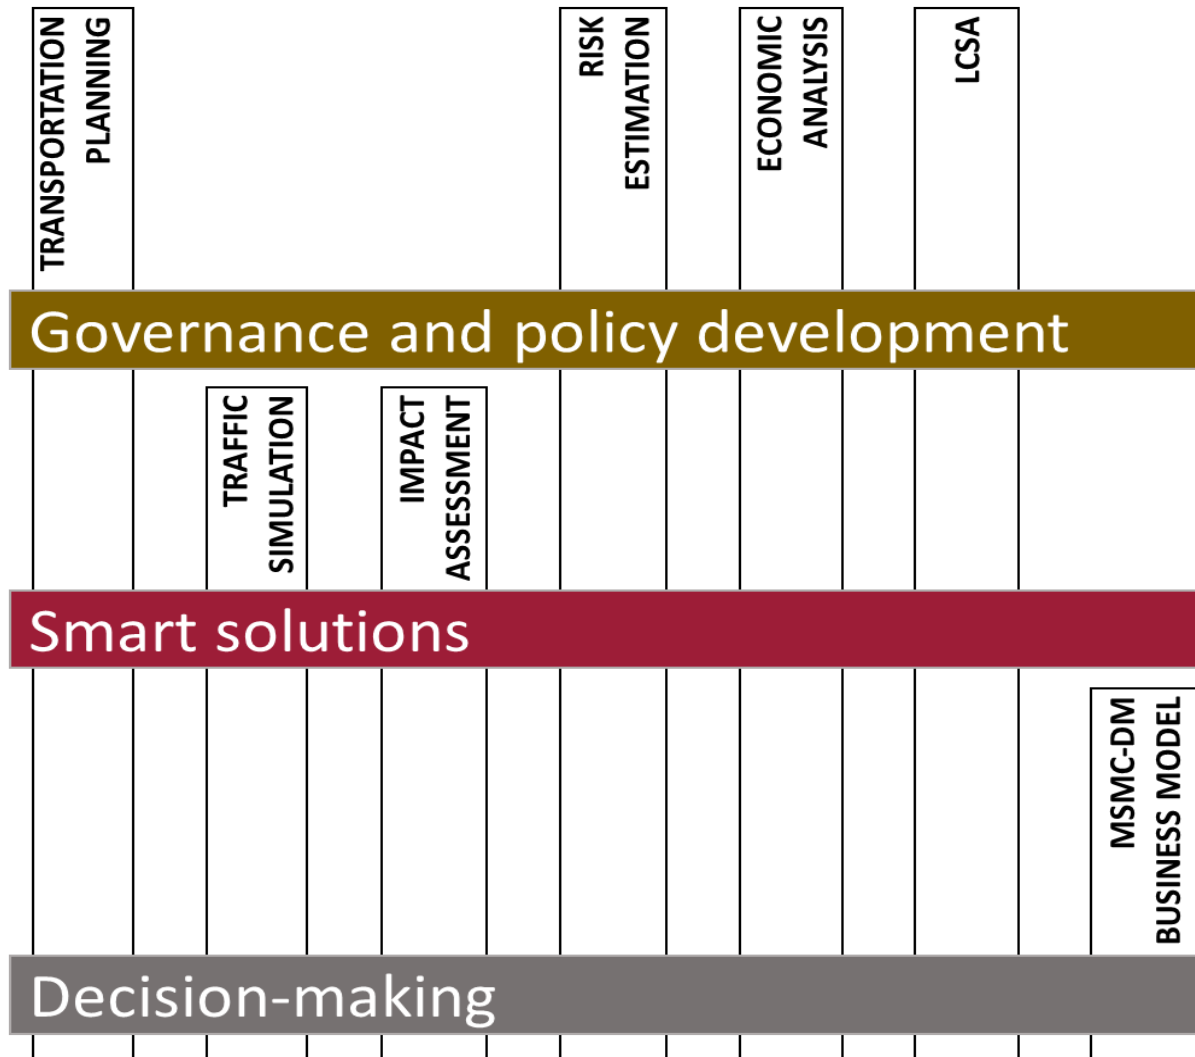 TRANSPORTATION
PLANNING
RISK
ESTIMATION
ECONOMIC
ANALYSIS
LCSA
Governance and policy development
TRAFFIC
SIMULATION
IMPACT
ASSESSMENT
Smart solutions
MSMC-DM
BUSINESS MODEL
Decision-making